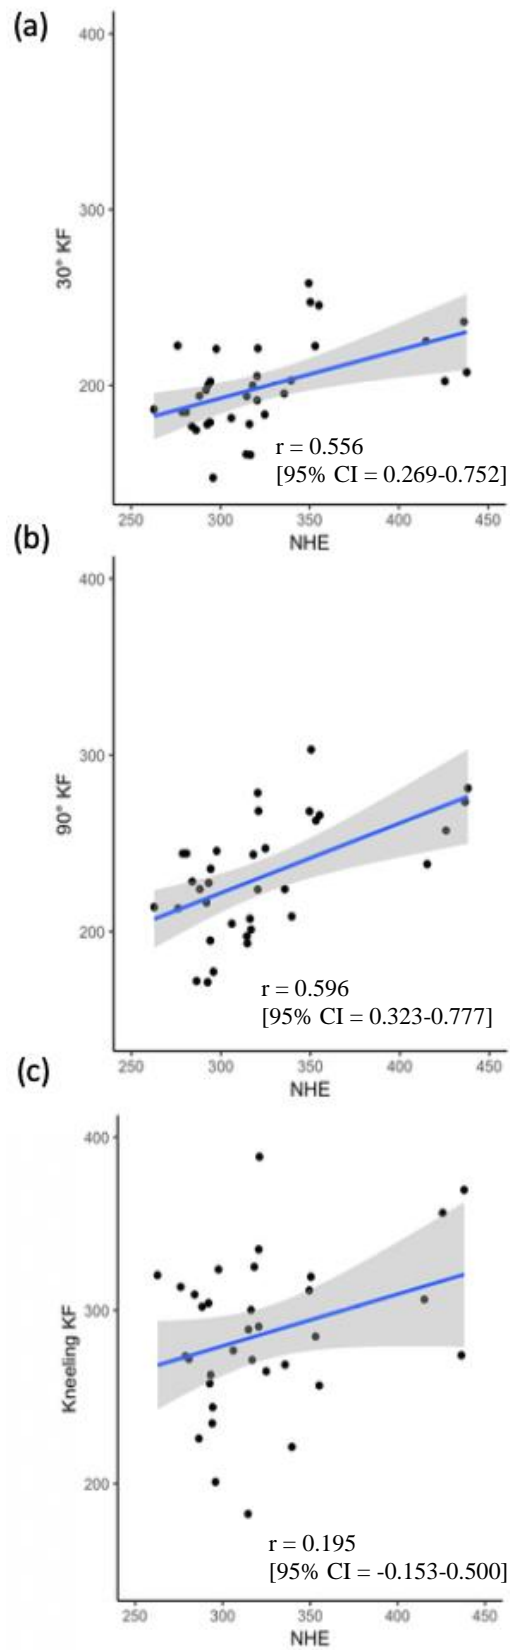 (a)
400
300
200
30° KF
r = 0.556
[95% CI = 0.269-0.752]
250 300 350 400 450
NHE
(b)
400
300
200
90° KF
r = 0.596
[95% CI = 0.323-0.777]
250 300 350 400 450
NHE
(c)
400
300
200
Kneeling KF
r = 0.195
[95% CI = -0.153-0.500]
250 300 350 400 450
NHE